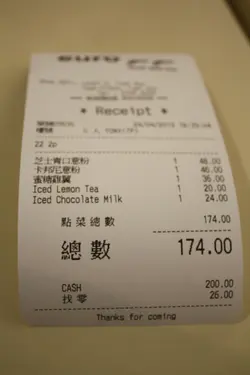 * Receipt *
22 2p
芝士青口意粉 1 48.00
卡邦尼意粉 1 46.00
蜜糖雞翼 1 36.00
Iced Lemon Tea 1 20.00
Iced Chocolate Milk 1 24.00
點菜總數 174.00
總數 174.00
CASH 200.00
找零 26.00
Thanks for coming